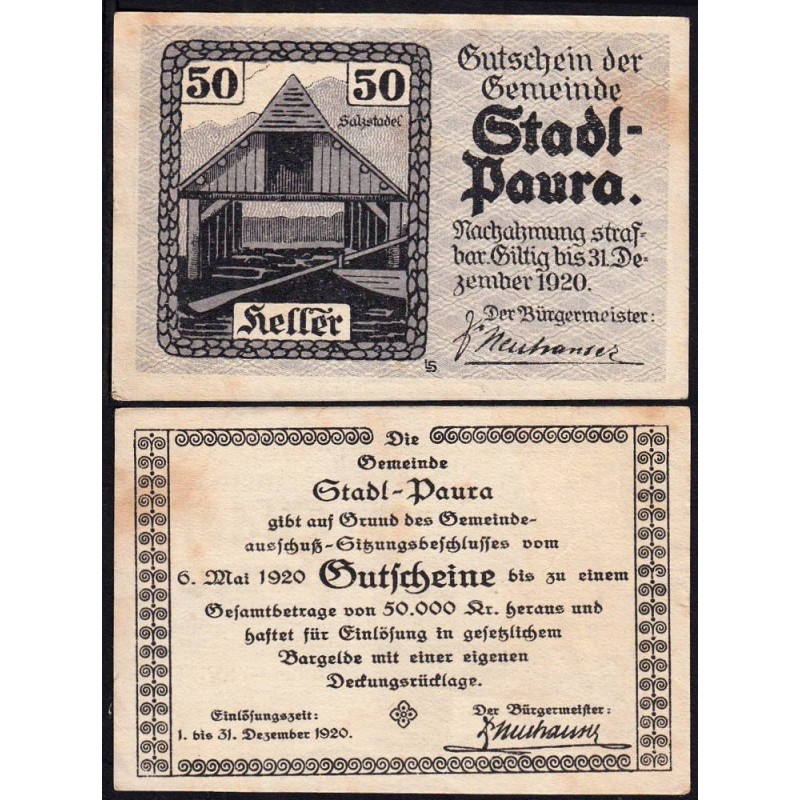 50
50
Salzstadel
Heller
Gutschein der
Gemeinde
Stadl-
Paura.
Nachahmung straf-
bar. Giltig bis 31. De-
zember 1920.
Der Bürgermeister:
Neuhauser
LS
Die
Gemeinde
Stadl-Paura
gibt auf Grund des Gemeinde-
ausschuß-Sitzungsbeschlusses vom
6. Mai 1920 Gutscheine bis zu einem
Gesamtbetrage von 50.000 Kr. heraus und
haftet für Einlösung in gesetzlichem
Bargelde mit einer eigenen
Deckungsrücklage.
Einlösungszeit:
1. bis 31. Dezember 1920.
Der Bürgermeister:
Neuhauser